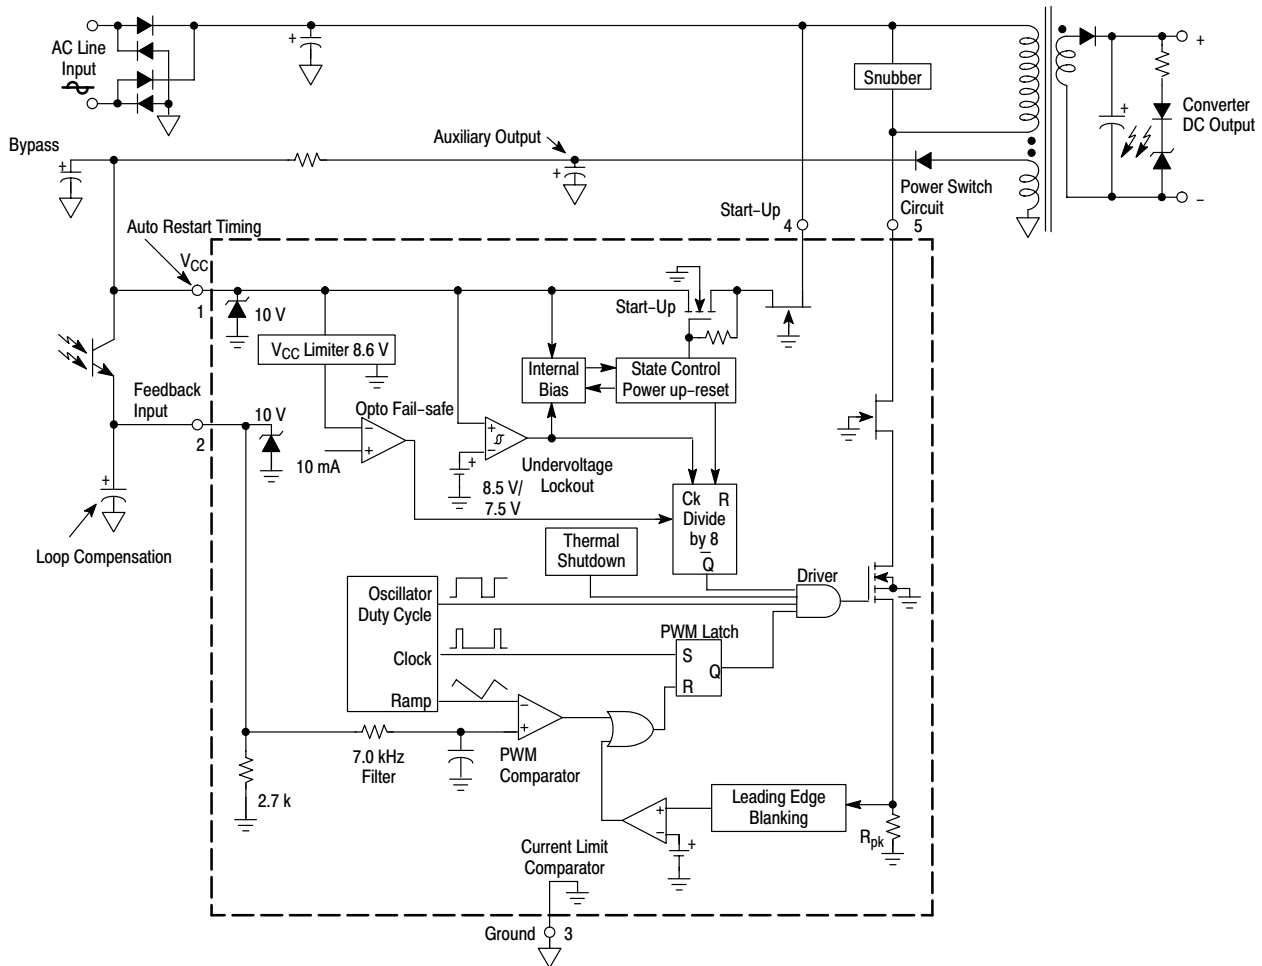 AC Line
Input
+
Snubber
+
+
Converter
DC Output
−
Bypass
+
Auxiliary Output
+
Power Switch
Circuit
Start−Up
4
5
Auto Restart Timing
VCC
1
10 V
Start−Up
VCC Limiter 8.6 V
Internal
Bias
State Control
Power up−reset
Feedback
Input
2
10 V
Opto Fail−safe
−
+
10 mA
+
−
+
Undervoltage
Lockout
8.5 V/
7.5 V
+
Loop Compensation
Ck R
Divide
by 8
Q
Thermal
Shutdown
Driver
Oscillator
Duty Cycle
Clock
Ramp
PWM Latch
S
Q
R
−
+
PWM
Comparator
7.0 kHz
Filter
2.7 k
Leading Edge
Blanking
+
−
+
Rpk
Current Limit
Comparator
Ground
3